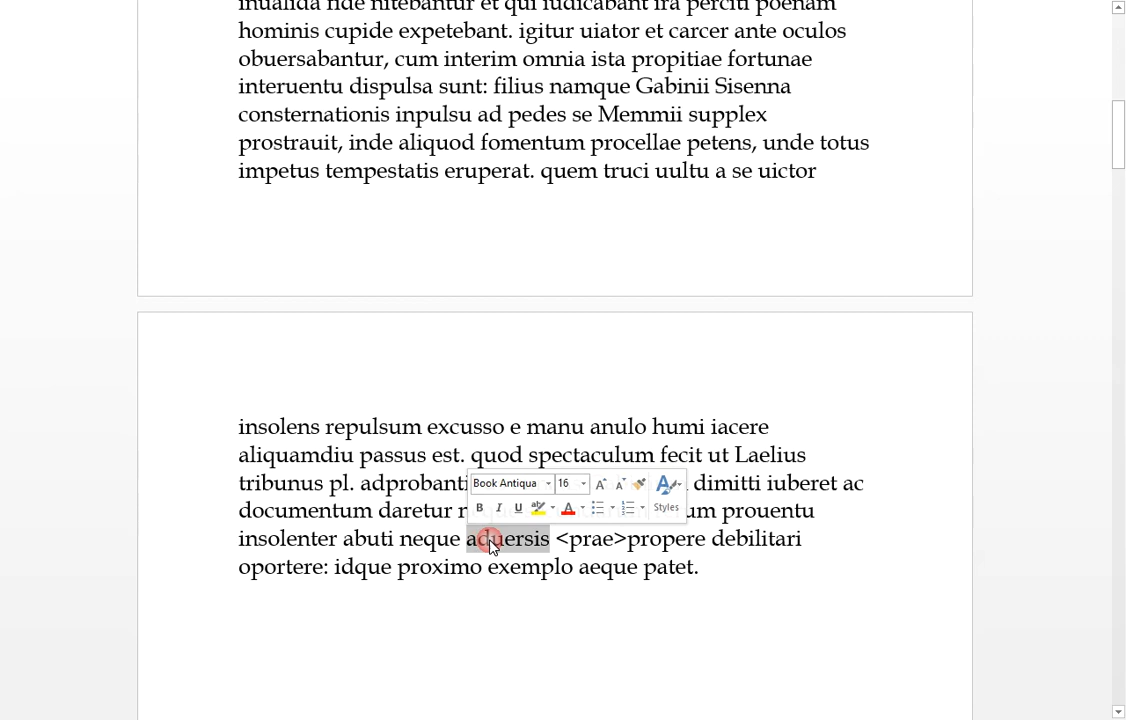 inualida fide nitebantur et qui iudicabant ira perciti poenam
hominis cupide expetebant. igitur uiator et carcer ante oculos
obuersabantur, cum interim omnia ista propitiae fortunae
interuentu dispulsa sunt: filius namque Gabinii Sisenna
consternationis inpulsu ad pedes se Memmii supplex
prostrauit, inde aliquod fomentum procellae petens, unde totus
impetus tempestatis eruperat. quem truci uultu a se uictor
insolens repulsum excusso e manu anulo humi iacere
aliquamdiu passus est. quod spectaculum fecit ut Laelius
tribunus pl. adprobanti dimitti iuberet ac
Book Antiqua 16
B I U Styles
documentum daretur um prouentu
insolenter abuti neque aduersis <prae>propere debilitari
oportere: idque proximo exemplo aeque patet.